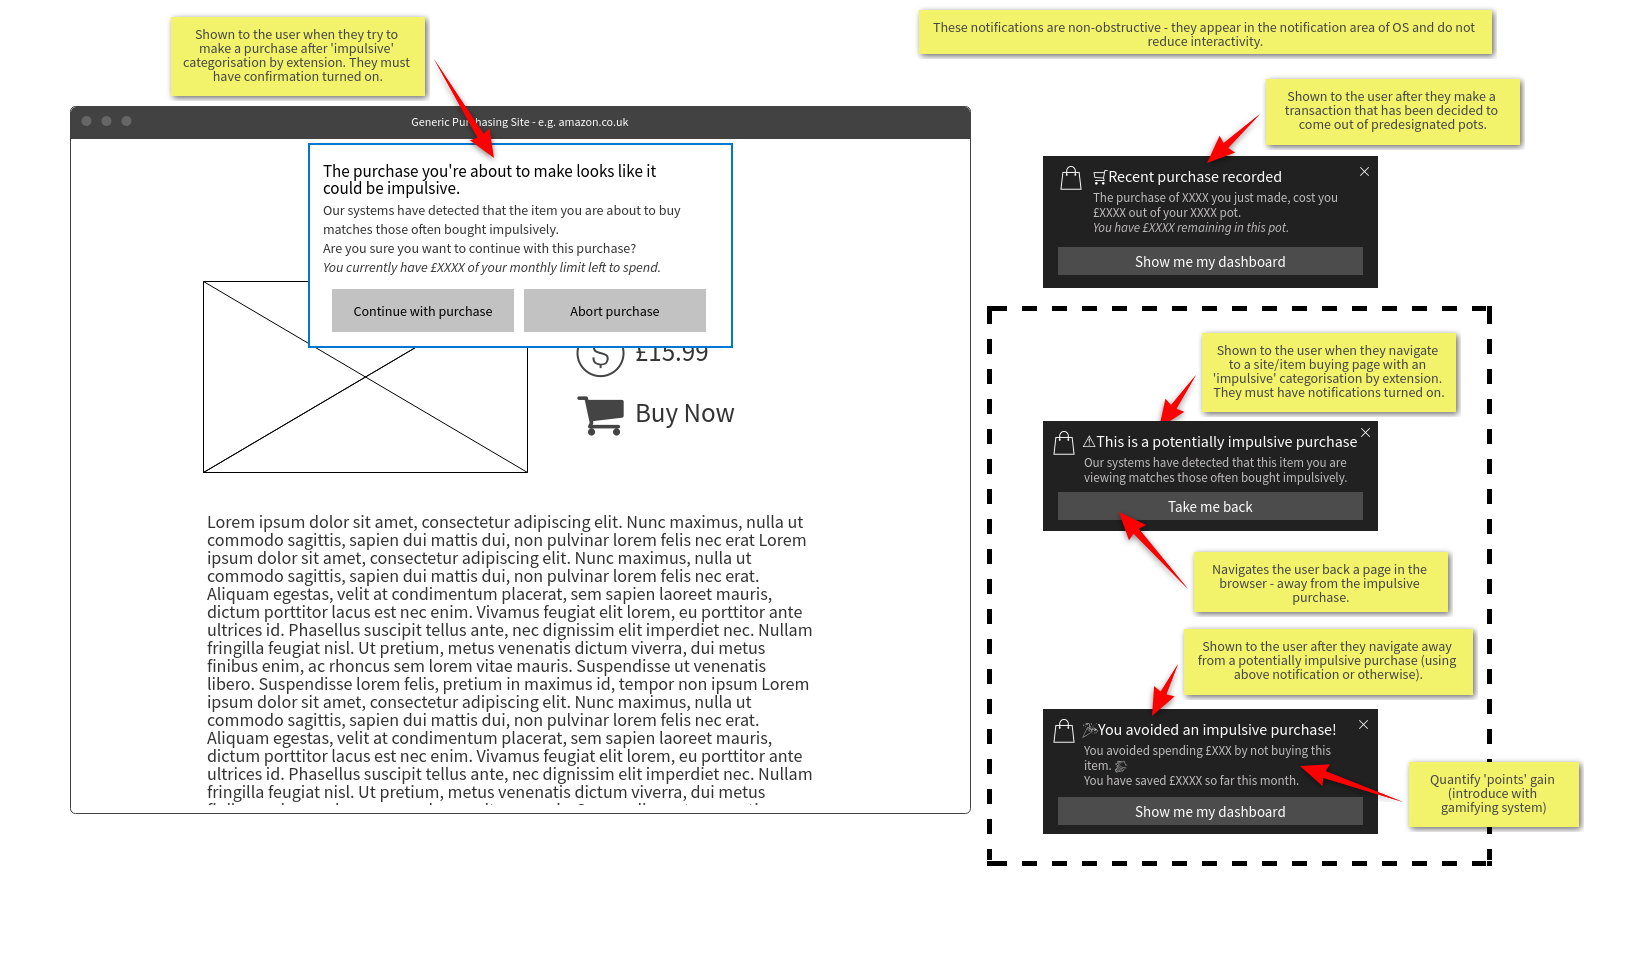 Shown to the user when they try to
make a purchase after 'impulsive'
categorisation by extension. They must
have confirmation turned on.
Generic Purchasing Site - e.g. amazon.co.uk
The purchase you're about to make looks like it
could be impulsive.
Our systems have detected that the item you are about to buy
matches those often bought impulsively.
Are you sure you want to continue with this purchase?
You currently have £XXXX of your monthly limit left to spend.
Continue with purchase
Abort purchase
£15.99
Buy Now
Lorem ipsum dolor sit amet, consectetur adipiscing elit. Nunc maximus, nulla ut
commodo sagittis, sapien dui mattis dui, non pulvinar lorem felis nec erat Lorem
ipsum dolor sit amet, consectetur adipiscing elit. Nunc maximus, nulla ut
commodo sagittis, sapien dui mattis dui, non pulvinar lorem felis nec erat.
Aliquam egestas, velit at condimentum placerat, sem sapien laoreet mauris,
dictum porttitor lacus est nec enim. Vivamus feugiat elit lorem, eu porttitor ante
ultrices id. Phasellus suscipit tellus ante, nec dignissim elit imperdiet nec. Nullam
fringilla feugiat nisl. Ut pretium, metus venenatis dictum viverra, dui metus
finibus enim, ac rhoncus sem lorem vitae mauris. Suspendisse ut venenatis
libero. Suspendisse lorem felis, pretium in maximus id, tempor non ipsum Lorem
ipsum dolor sit amet, consectetur adipiscing elit. Nunc maximus, nulla ut
commodo sagittis, sapien dui mattis dui, non pulvinar lorem felis nec erat.
Aliquam egestas, velit at condimentum placerat, sem sapien laoreet mauris,
dictum porttitor lacus est nec enim. Vivamus feugiat elit lorem, eu porttitor ante
ultrices id. Phasellus suscipit tellus ante, nec dignissim elit imperdiet nec. Nullam
fringilla feugiat nisl. Ut pretium, metus venenatis dictum viverra, dui metus
These notifications are non-obstructive - they appear in the notification area of OS and do not
reduce interactivity.
Shown to the user after they make a
transaction that has been decided to
come out of predesignated pots.
🛒Recent purchase recorded
The purchase of XXXX you just made, cost you
£XXXX out of your XXXX pot.
You have £XXXX remaining in this pot.
Show me my dashboard
Shown to the user when they navigate
to a site/item buying page with an
'impulsive' categorisation by extension.
They must have notifications turned on.
⚠This is a potentially impulsive purchase
Our systems have detected that this item you are
viewing matches those often bought impulsively.
Take me back
Navigates the user back a page in the
browser - away from the impulsive
purchase.
Shown to the user after they navigate away
from a potentially impulsive purchase (using
above notification or otherwise).
🎉You avoided an impulsive purchase!
You avoided spending £XXX by not buying this
item.
You have saved £XXXX so far this month.
Show me my dashboard
Quantify 'points' gain
(introduce with
gamifying system)